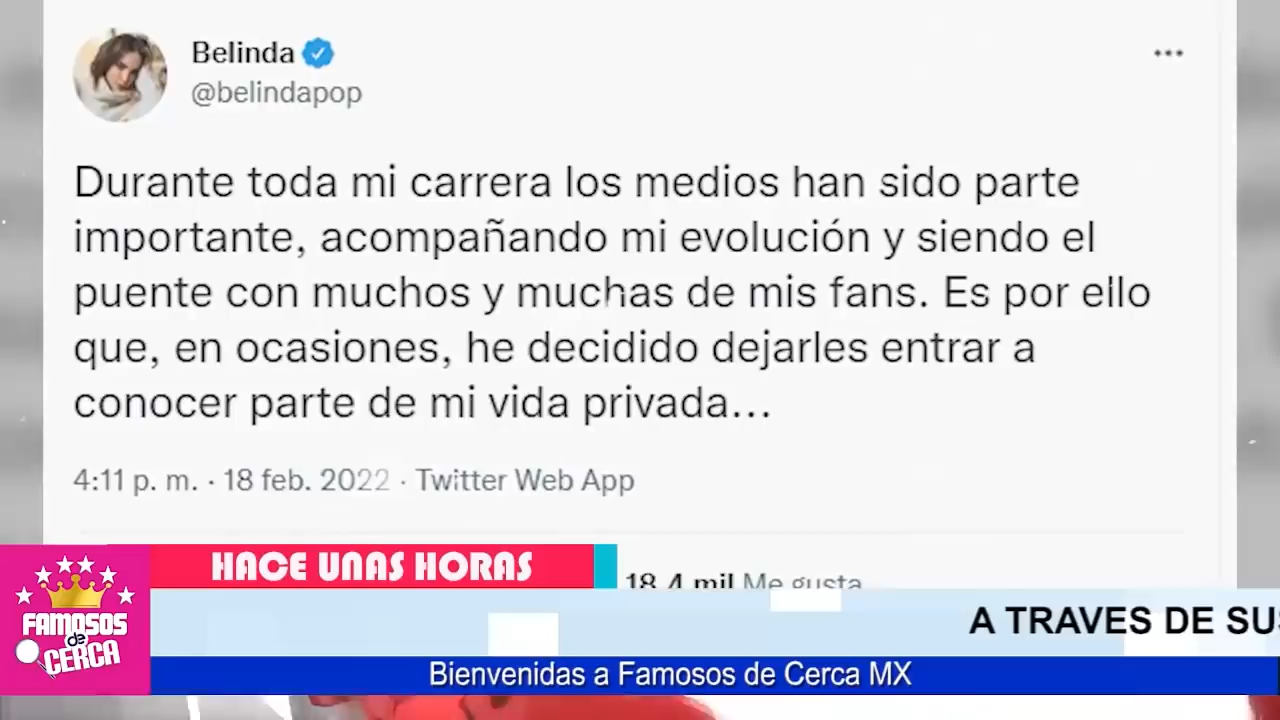 Belinda
@belindapop
Durante toda mi carrera los medios han sido parte
importante, acompañando mi evolución y siendo el
puente con muchos y muchas de mis fans. Es por ello
que, en ocasiones, he decidido dejarles entrar a
conocer parte de mi vida privada...
4:11 p. m. · 18 feb. 2022 · Twitter Web App
18,4 mil Me gusta
HACE UNAS HORAS
A TRAVES DE
FAMOSOS
de
CERCA
Bienvenidas a Famosos de Cerca MX